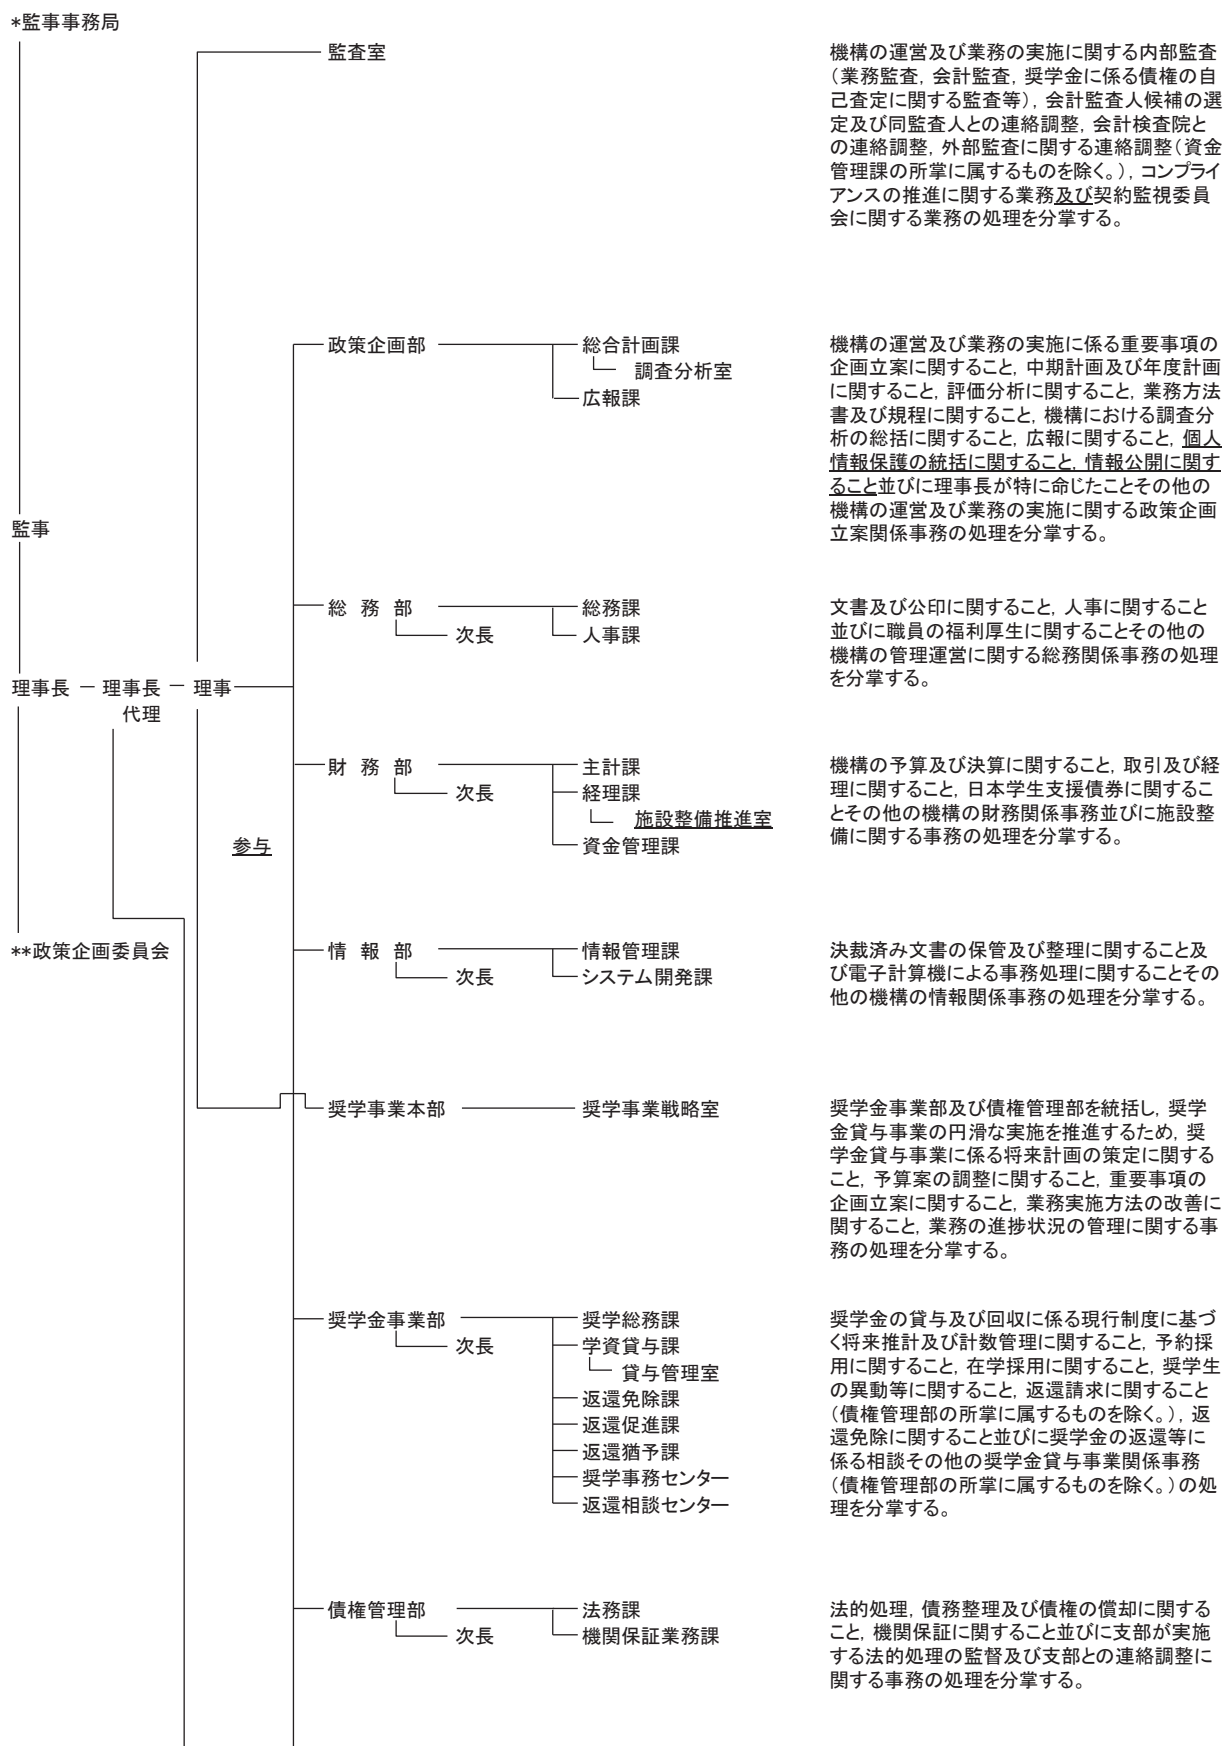 *監事事務局
監査室
機構の運営及び業務の実施に関する内部監査
（業務監査，会計監査，奨学金に係る債権の自
己査定に関する監査等），会計監査人候補の選
定及び同監査人との連絡調整，会計検査院と
の連絡調整，外部監査に関する連絡調整（資金
管理課の所掌に属するものを除く。），コンプライ
アンスの推進に関する業務及び契約監視委員
会に関する業務の処理を分掌する。
政策企画部
総合計画課
調査分析室
広報課
機構の運営及び業務の実施に係る重要事項の
企画立案に関すること，中期計画及び年度計画
に関すること，評価分析に関すること，業務方法
書及び規程に関すること，機構における調査分
析の総括に関すること，広報に関すること，個人
情報保護の統括に関すること，情報公開に関す
ること並びに理事長が特に命じたことその他の
機構の運営及び業務の実施に関する政策企画
立案関係事務の処理を分掌する。
監事
総 務 部
次長
総務課
人事課
文書及び公印に関すること，人事に関すること
並びに職員の福利厚生に関することその他の
機構の管理運営に関する総務関係事務の処理
を分掌する。
理事長 － 理事長 － 理事
代理
財 務 部
次長
主計課
経理課
施設整備推進室
資金管理課
機構の予算及び決算に関すること，取引及び経
理に関すること，日本学生支援債券に関するこ
とその他の機構の財務関係事務並びに施設整
備に関する事務の処理を分掌する。
参与
**政策企画委員会
情 報 部
次長
情報管理課
システム開発課
決裁済み文書の保管及び整理に関すること及
び電子計算機による事務処理に関することその
他の機構の情報関係事務の処理を分掌する。
奨学事業本部
奨学事業戦略室
奨学金事業部及び債権管理部を統括し，奨学
金貸与事業の円滑な実施を推進するため，奨
学金貸与事業に係る将来計画の策定に関する
こと，予算案の調整に関すること，重要事項の
企画立案に関すること，業務実施方法の改善に
関すること，業務の進捗状況の管理に関する事
務の処理を分掌する。
奨学金事業部
次長
奨学総務課
学資貸与課
貸与管理室
返還免除課
返還促進課
返還猶予課
奨学事務センター
返還相談センター
奨学金の貸与及び回収に係る現行制度に基づ
く将来推計及び計数管理に関すること，予約採
用に関すること，在学採用に関すること，奨学生
の異動等に関すること，返還請求に関すること
（債権管理部の所掌に属するものを除く。），返
還免除に関すること並びに奨学金の返還等に
係る相談その他の奨学金貸与事業関係事務
（債権管理部の所掌に属するものを除く。）の処
理を分掌する。
債権管理部
次長
法務課
機関保証業務課
法的処理，債務整理及び債権の償却に関する
こと，機関保証に関すること並びに支部が実施
する法的処理の監督及び支部との連絡調整に
関する事務の処理を分掌する。